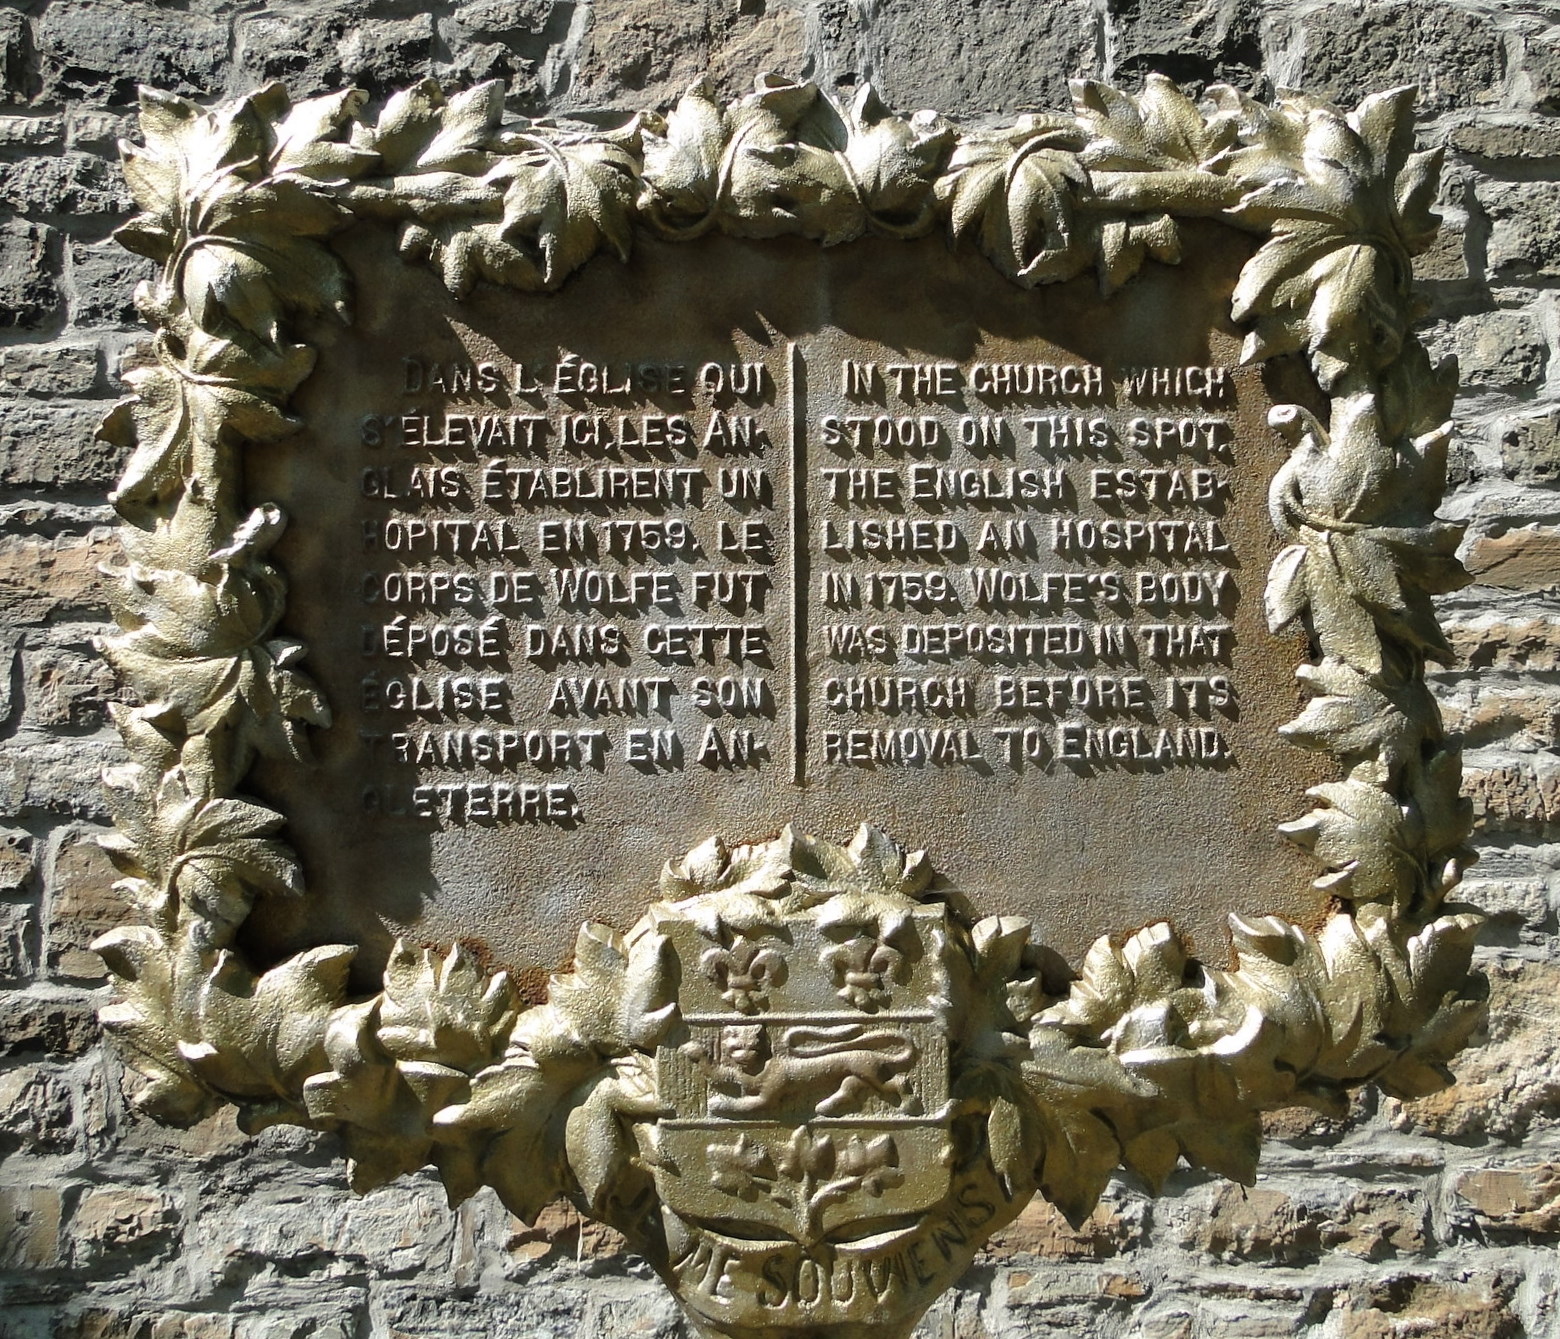 DANS L'ÉGLISE QUI
S'ÉLEVAIT ICI, LES AN-
GLAIS ÉTABLIRENT UN
HOPITAL EN 1759. LE
CORPS DE WOLFE FUT
DÉPOSÉ DANS CETTE
ÉGLISE AVANT SON
TRANSPORT EN AN-
GLETERRE.
IN THE CHURCH WHICH
STOOD ON THIS SPOT,
THE ENGLISH ESTAB-
LISHED AN HOSPITAL
IN 1759. WOLFE'S BODY
WAS DEPOSITED IN THAT
CHURCH BEFORE ITS
REMOVAL TO ENGLAND.
ME SOUVENS